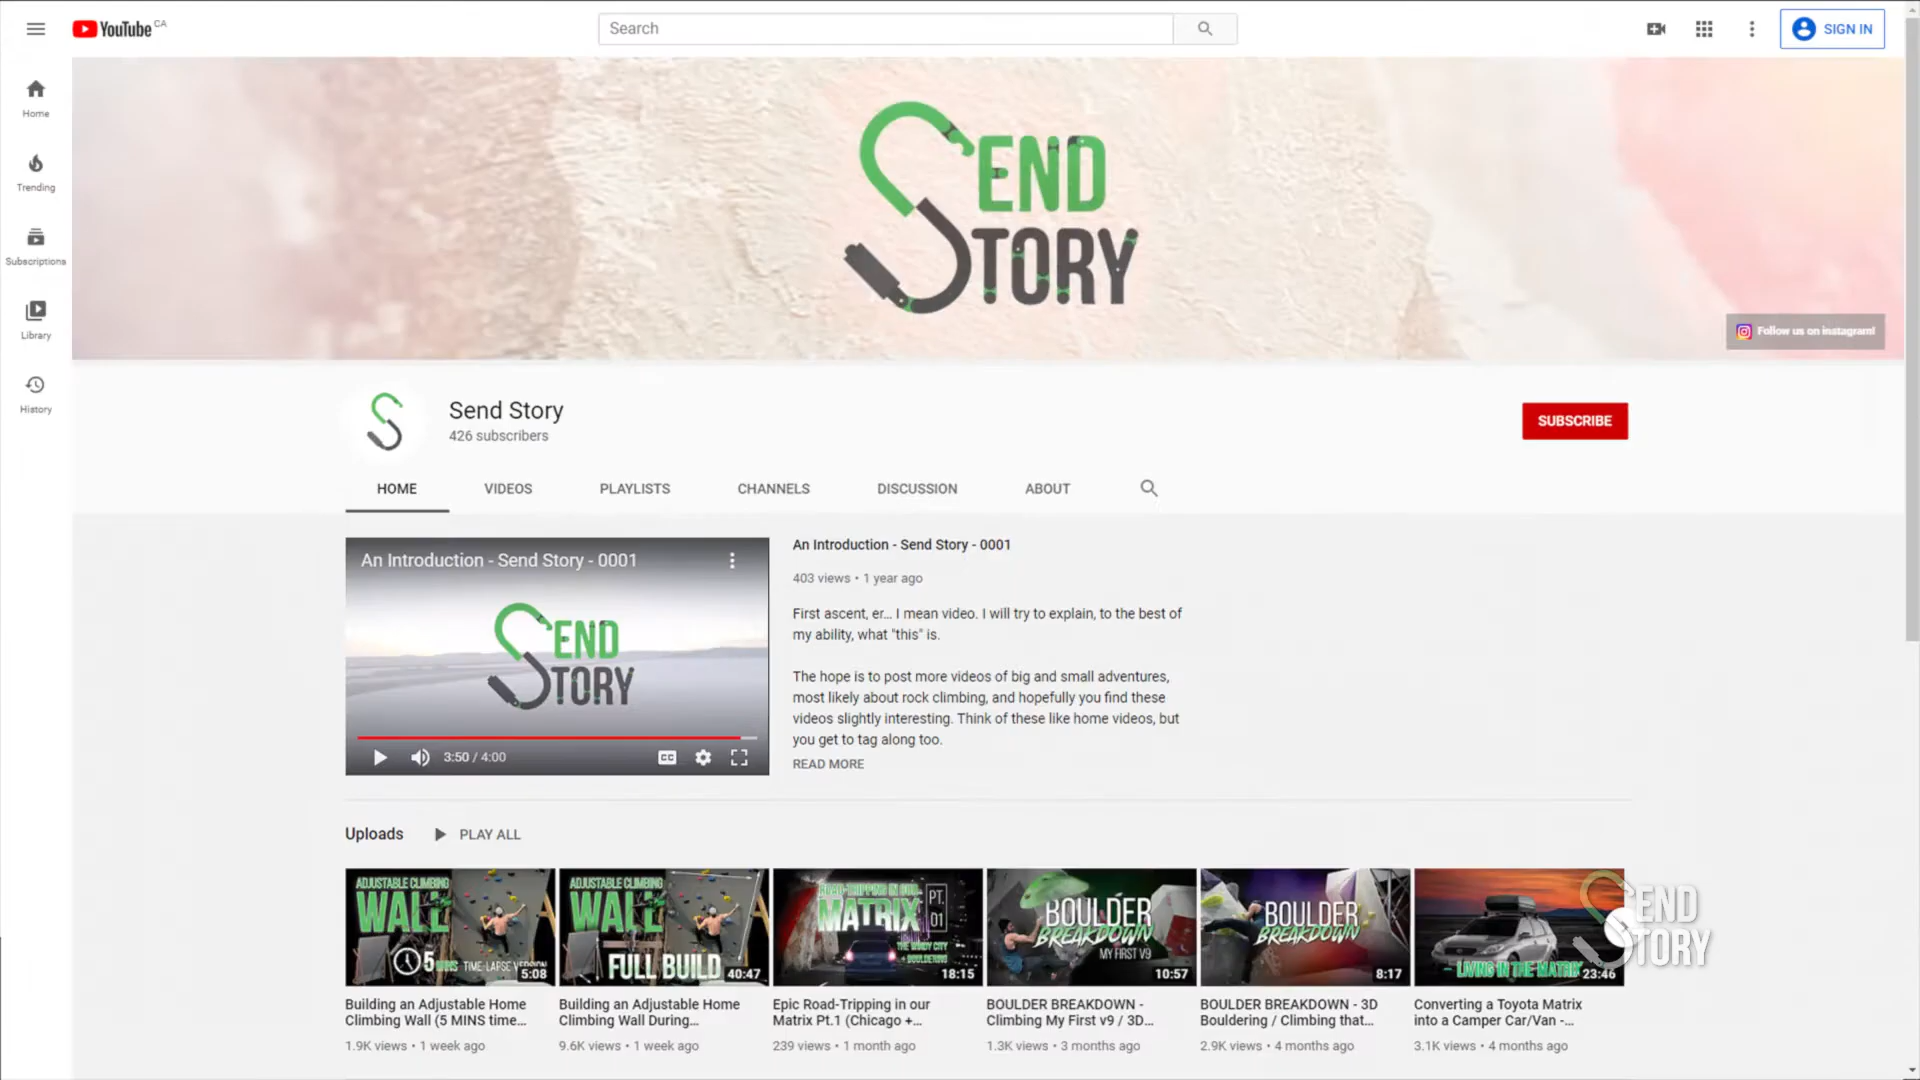 YouTube CA
Search
SIGN IN
Home
Trending
Subscriptions
Library
History
SEND
STORY
Follow us on instagram!
Send Story
426 subscribers
SUBSCRIBE
HOME
VIDEOS
PLAYLISTS
CHANNELS
DISCUSSION
ABOUT
An Introduction - Send Story - 0001
SEND
STORY
3:50 / 4:00
CC
An Introduction - Send Story - 0001
403 views • 1 year ago
First ascent, er... I mean video. I will try to explain, to the best of
my ability, what "this" is.
The hope is to post more videos of big and small adventures,
most likely about rock climbing, and hopefully you find these
videos slightly interesting. Think of these like home videos, but
you get to tag along too.
READ MORE
Uploads
PLAY ALL
ADJUSTABLE CLIMBING
WALL
5 MINS TIME-LAPSE VERSION
5:08
Building an Adjustable Home
Climbing Wall (5 MINS time...
1.9K views • 1 week ago
ADJUSTABLE CLIMBING
WALL
FULL BUILD
40:47
Building an Adjustable Home
Climbing Wall During...
9.6K views • 1 week ago
ROAD-TRIPPING IN OUR
MATRIX
PT.
01
THE WINDY CITY
+ BOULDERING
18:15
Epic Road-Tripping in our
Matrix Pt.1 (Chicago +...
239 views • 1 month ago
BOULDER
BREAKDOWN
MY FIRST V9
10:57
BOULDER BREAKDOWN -
Climbing My First v9 / 3D...
1.3K views • 3 months ago
BOULDER
BREAKDOWN
8:17
BOULDER BREAKDOWN - 3D
Bouldering / Climbing that...
2.9K views • 4 months ago
- LIVING IN THE MATRIX
23:46
Converting a Toyota Matrix
into a Camper Car/Van -...
3.1K views • 4 months ago
SEND
STORY